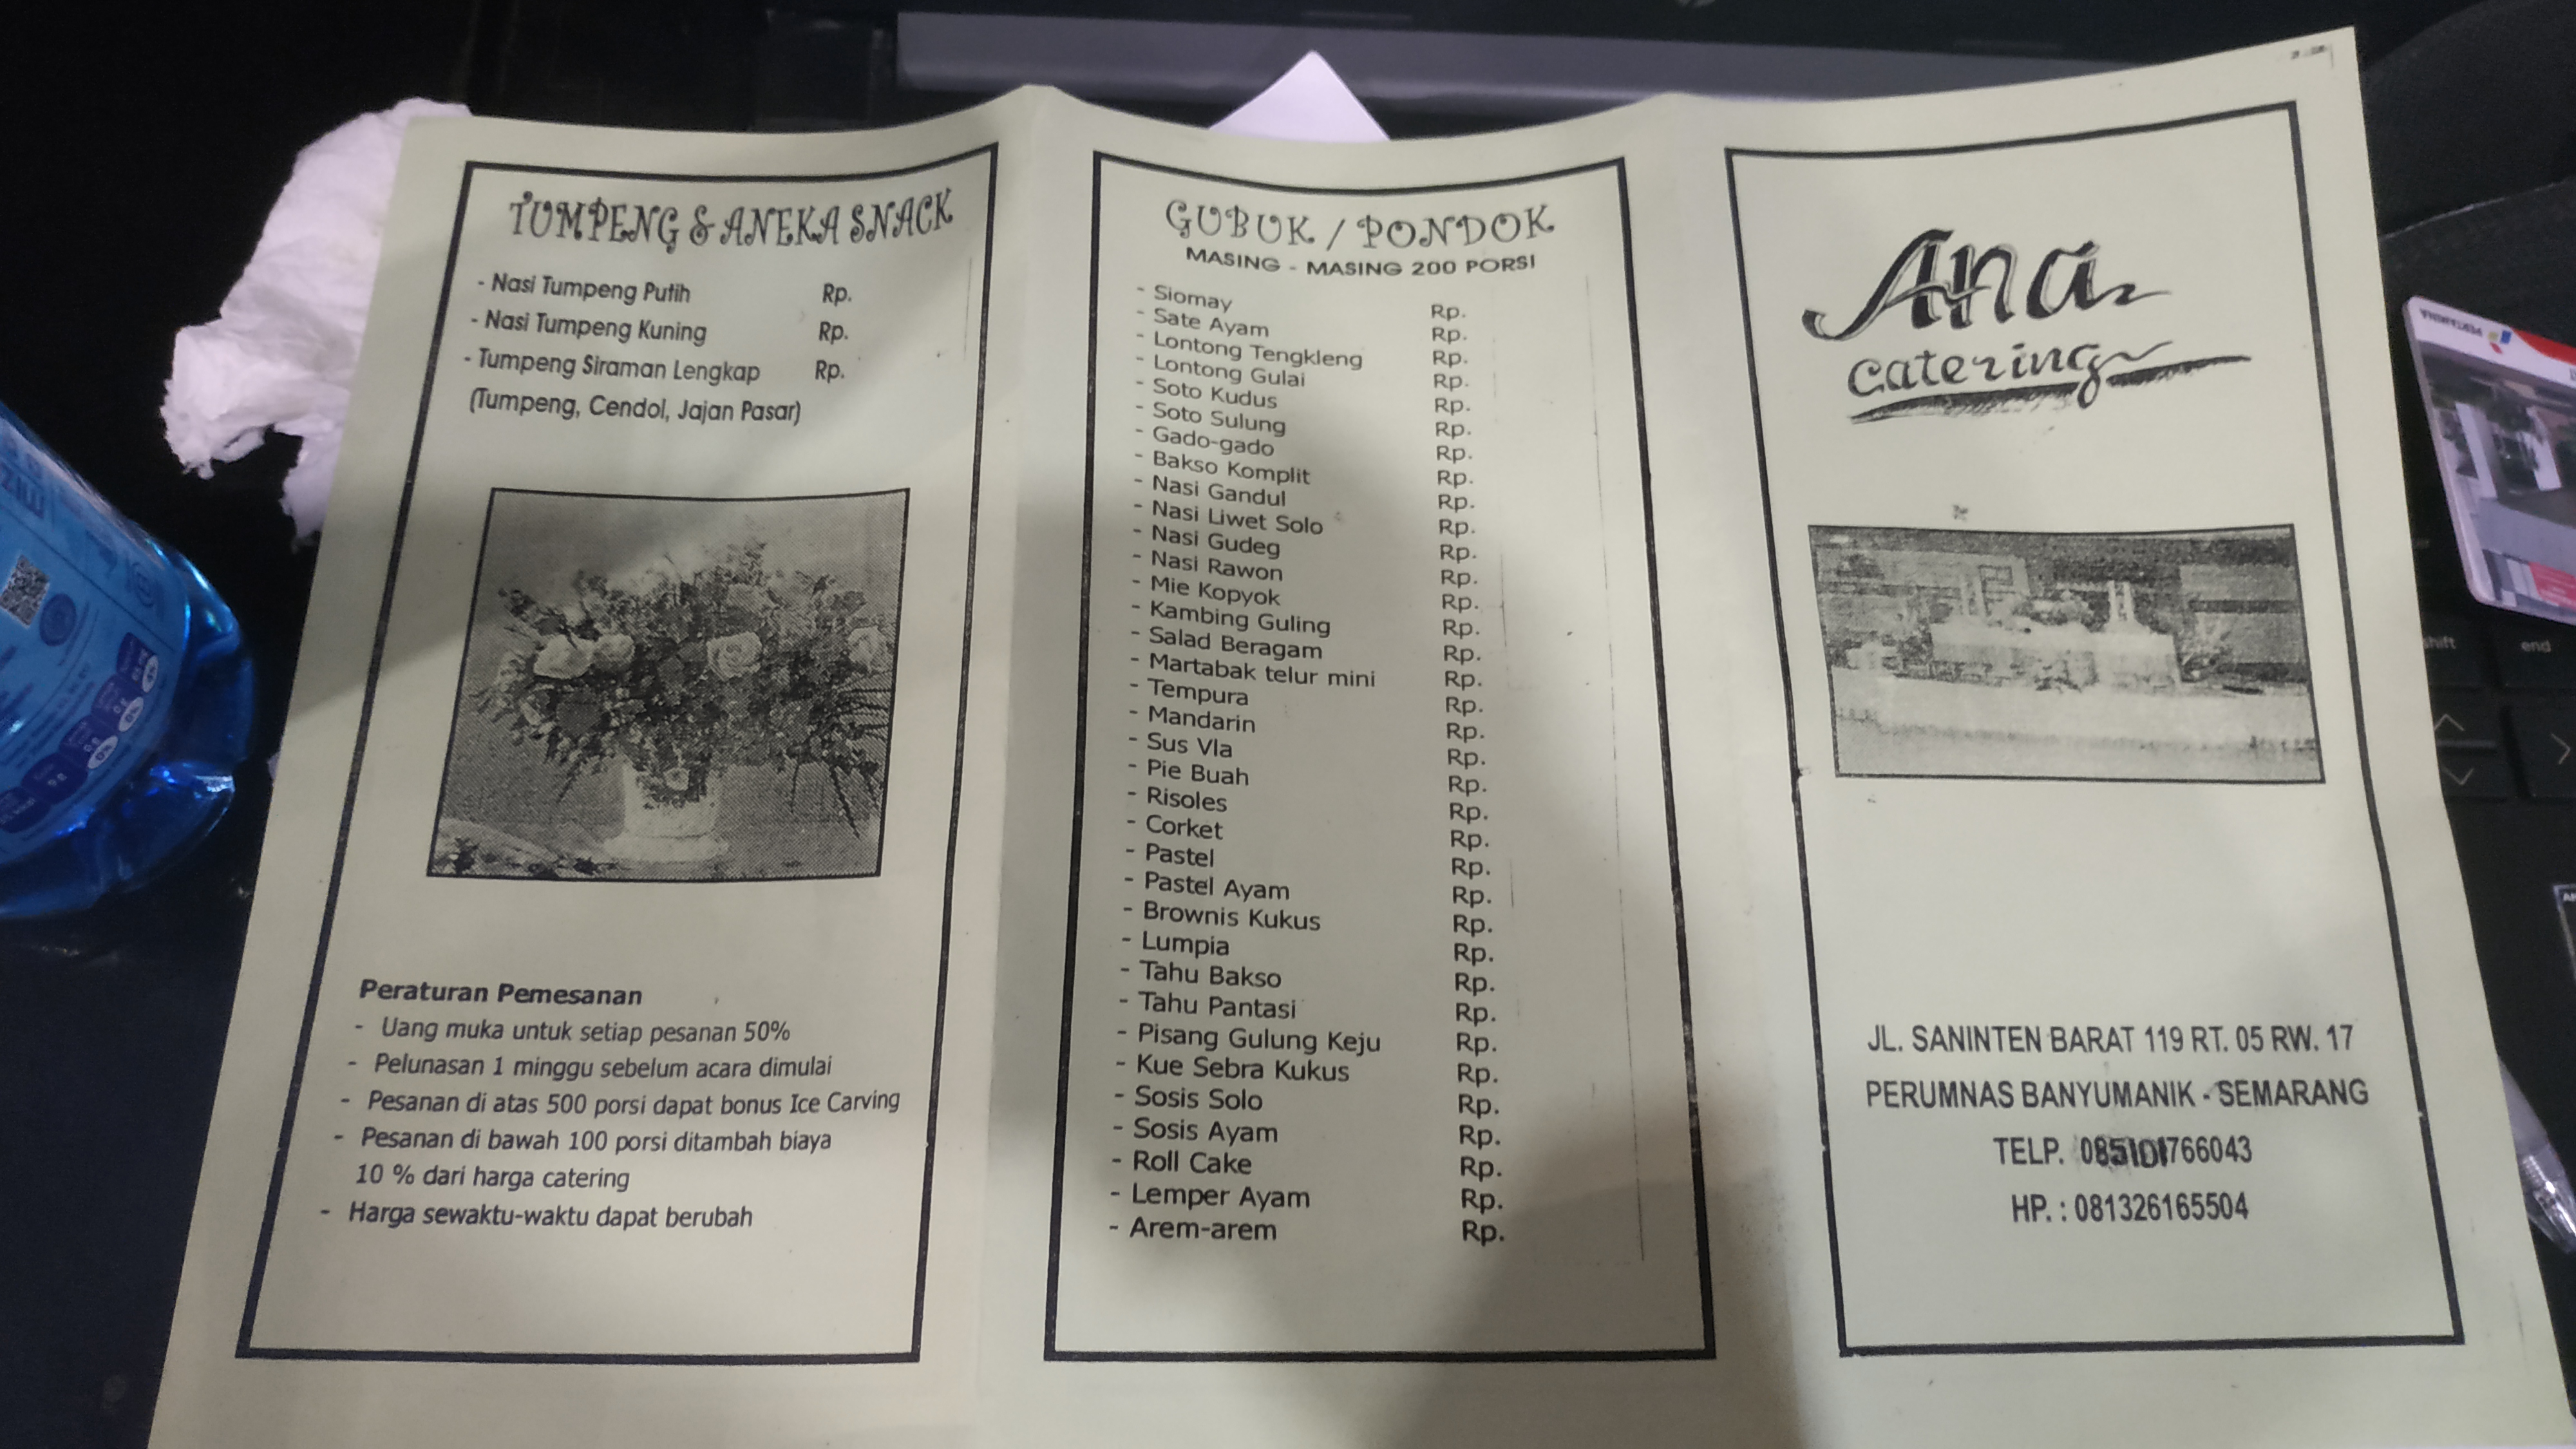 TUMPENG & ANEKA SNACK
- Nasi Tumpeng Putih Rp.
- Nasi Tumpeng Kuning Rp.
- Tumpeng Siraman Lengkap Rp.
(Tumpeng, Cendol, Jajan Pasar)
Peraturan Pemesanan
- Uang muka untuk setiap pesanan 50%
- Pelunasan 1 minggu sebelum acara dimulai
- Pesanan di atas 500 porsi dapat bonus Ice Carving
- Pesanan di bawah 100 porsi ditambah biaya
10 % dari harga catering
- Harga sewaktu-waktu dapat berubah
GUBUK / PONDOK
MASING - MASING 200 PORSI
- Siomay Rp.
- Sate Ayam Rp.
- Lontong Tengkleng Rp.
- Lontong Gulai Rp.
- Soto Kudus Rp.
- Soto Sulung Rp.
- Gado-gado Rp.
- Bakso Komplit Rp.
- Nasi Gandul Rp.
- Nasi Liwet Solo Rp.
- Nasi Gudeg Rp.
- Nasi Rawon Rp.
- Mie Kopyok Rp.
- Kambing Guling Rp.
- Salad Beragam Rp.
- Martabak telur mini Rp.
- Tempura Rp.
- Mandarin Rp.
- Sus Vla Rp.
- Pie Buah Rp.
- Risoles Rp.
- Corket Rp.
- Pastel Rp.
- Pastel Ayam Rp.
- Brownis Kukus Rp.
- Lumpia Rp.
- Tahu Bakso Rp.
- Tahu Pantasi Rp.
- Pisang Gulung Keju Rp.
- Kue Sebra Kukus Rp.
- Sosis Solo Rp.
- Sosis Ayam Rp.
- Roll Cake Rp.
- Lemper Ayam Rp.
- Arem-arem Rp.
Ana
catering
JL. SANINTEN BARAT 119 RT. 05 RW. 17
PERUMNAS BANYUMANIK - SEMARANG
TELP. 085101766043
HP. : 081326165504
PERTAMINA
shift
end